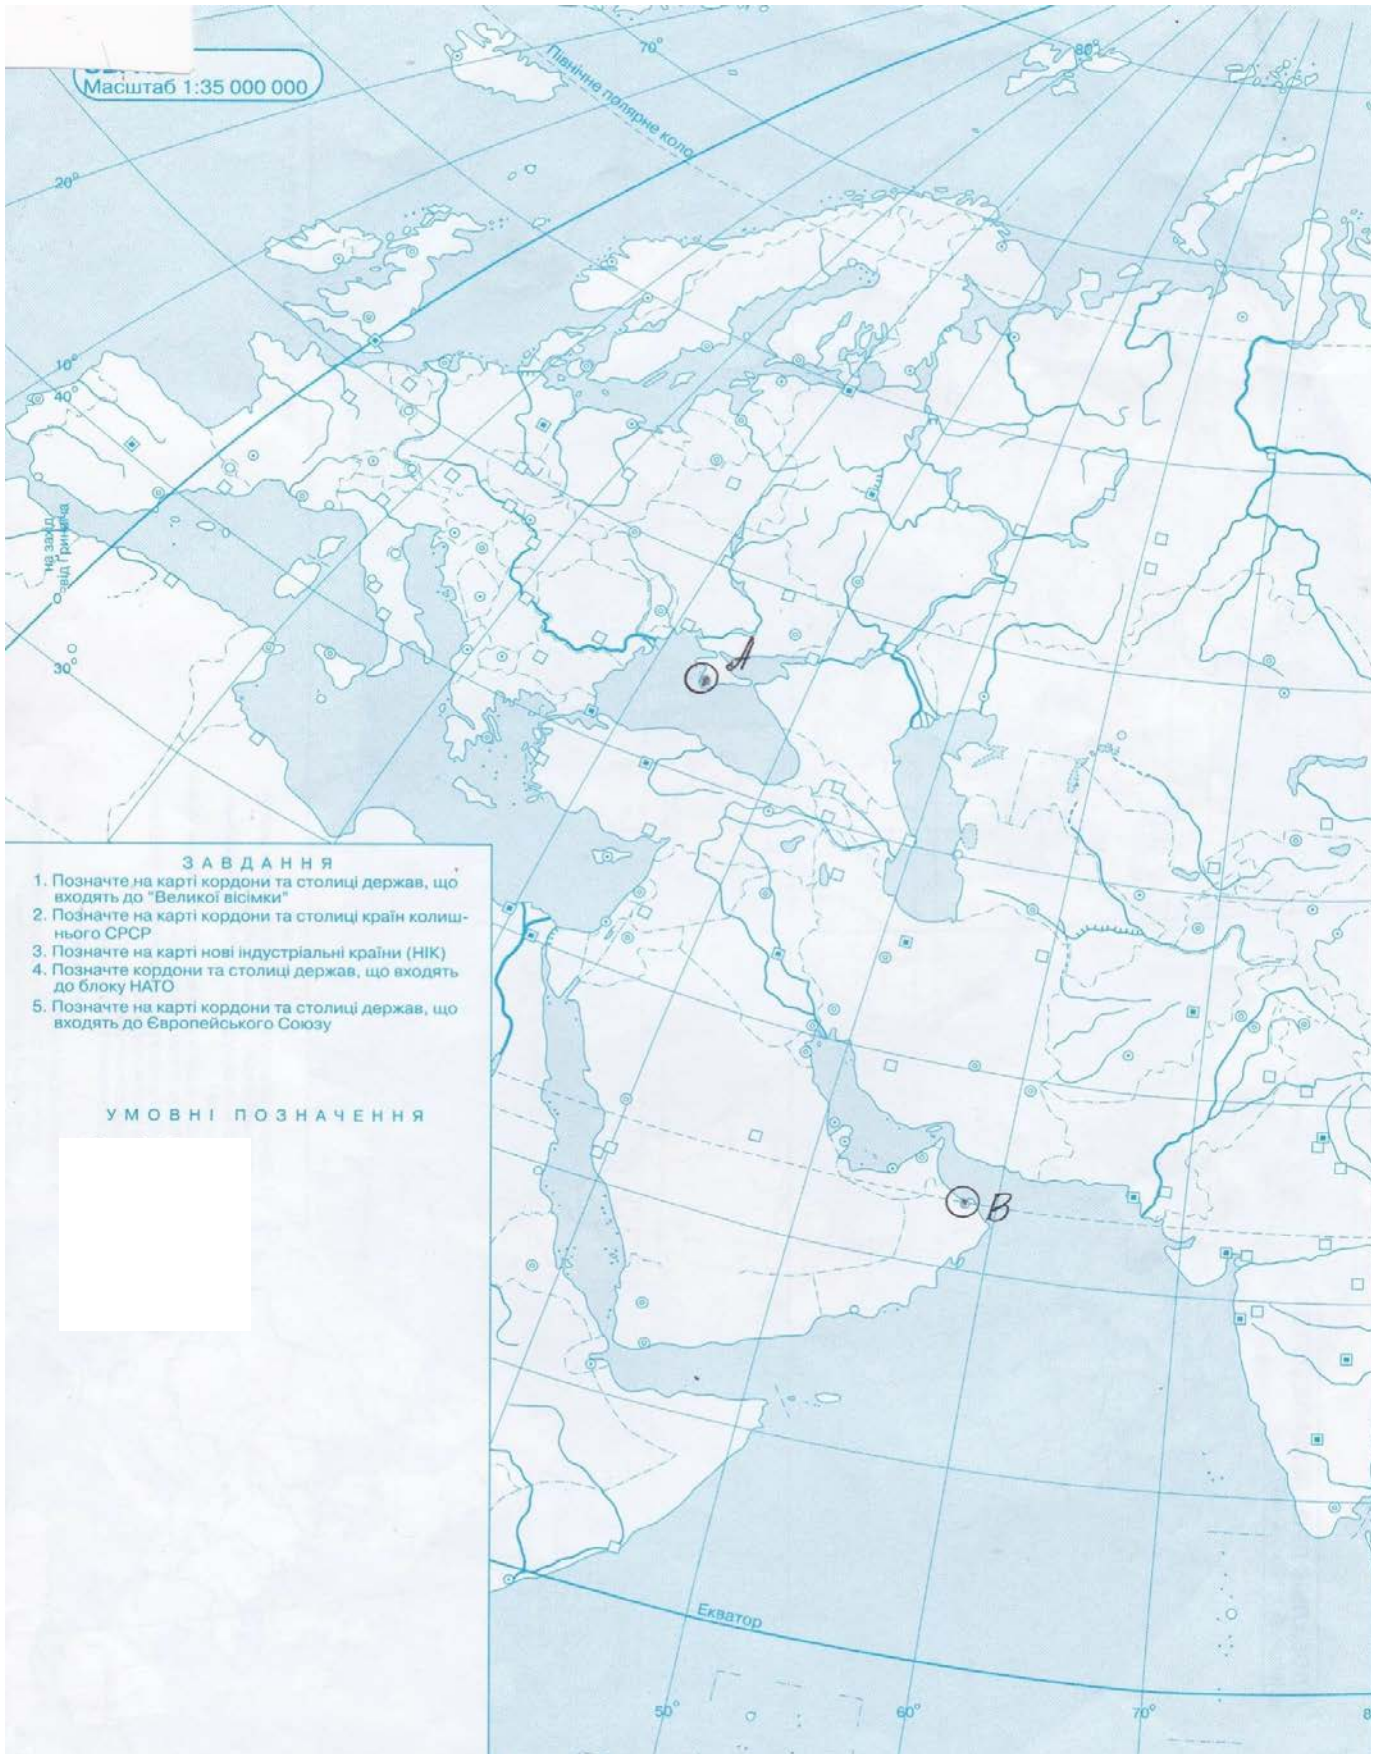 Масштаб 1:35 000 000
70°
80°
Північне полярне коло
20°
10°
40°
на захід
від Гринвіча
0
30°
A
З А В Д А Н Н Я
1. Позначте на карті кордони та столиці держав, що
входять до "Великої вісімки"
2. Позначте на карті кордони та столиці країн колиш-
нього СРСР
3. Позначте на карті нові індустріальні країни (НІК)
4. Позначте кордони та столиці держав, що входять
до блоку НАТО
5. Позначте на карті кордони та столиці держав, що
входять до Європейського Союзу
У М О В Н І   П О З Н А Ч Е Н Н Я
B
Екватор
50°
60°
70°
8